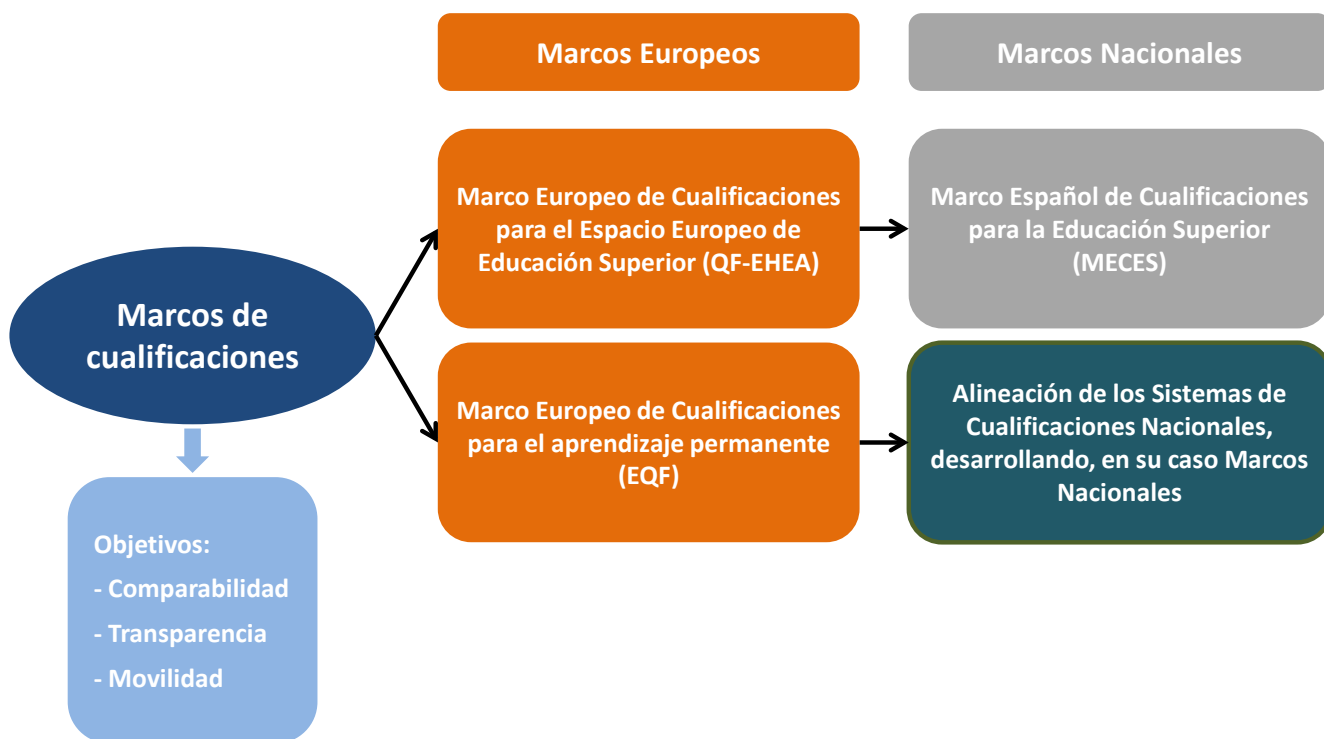 Marcos Europeos
Marcos Nacionales
Marco Europeo de Cualificaciones
para el Espacio Europeo de
Educación Superior (QF-EHEA)
Marco Español de Cualificaciones
para la Educación Superior
(MECES)
Marcos de
cualificaciones
Marco Europeo de Cualificaciones
para el aprendizaje permanente
(EQF)
Alineación de los Sistemas de
Cualificaciones Nacionales,
desarrollando, en su caso Marcos
Nacionales
Objetivos:
- Comparabilidad
- Transparencia
- Movilidad